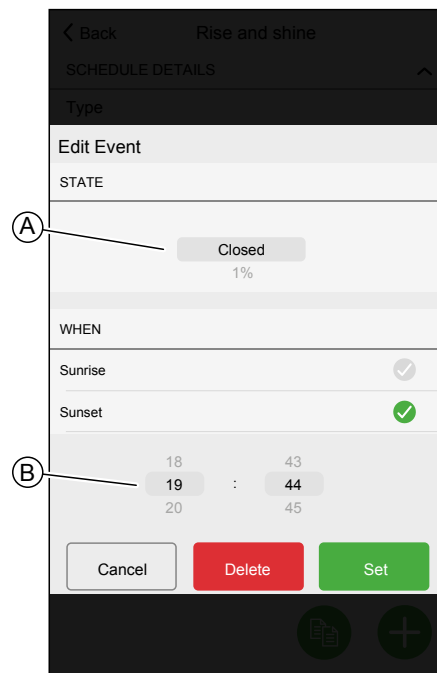 Back Rise and shine
SCHEDULE DETAILS
Type
Edit Event
STATE
A
Closed
1%
WHEN
Sunrise
Sunset
18 43
B
19 : 44
20 45
Cancel Delete Set